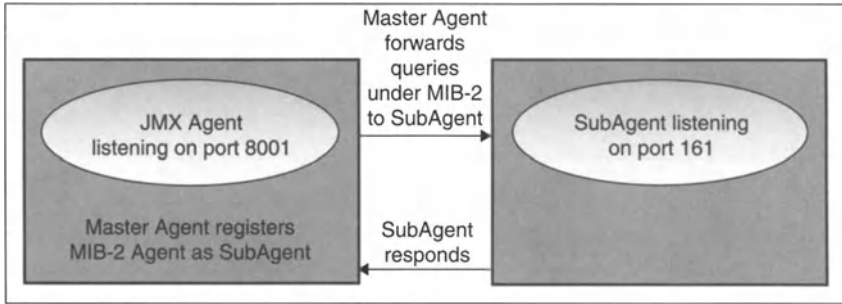 JMX Agent
listening on port 8001
Master Agent registers
MIB-2 Agent as SubAgent
Master Agent
forwards
queries
under MIB-2
to SubAgent
SubAgent
responds
SubAgent listening
on port 161